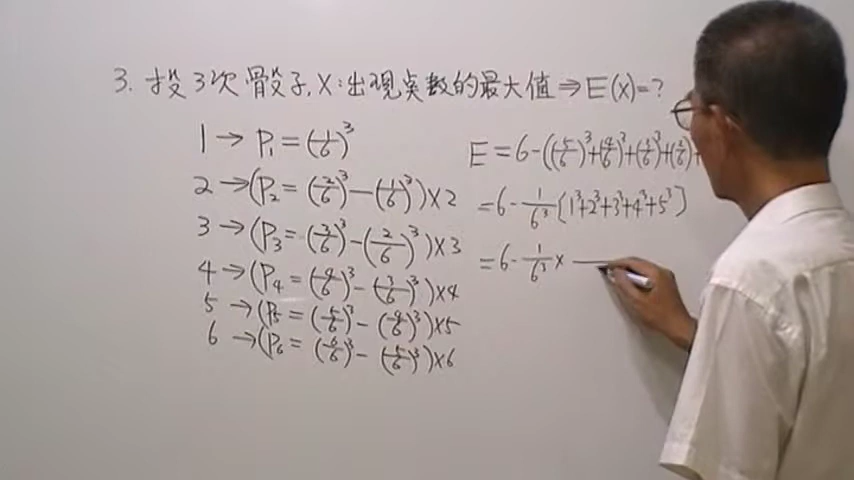 3. 投3次骰子, X:出現点數的最大值⇒E(X)=?
1→P₁=(1/6)³
2→(P₂=(2/6)³-(1/6)³)×2
3→(P₃=(3/6)³-(2/6)³)×3
4→(P₄=(4/6)³-(3/6)³)×4
5→(P₅=(5/6)³-(4/6)³)×5
6→(P₆=(6/6)³-(5/6)³)×6
E=6-((5/6)³+(4/6)³+(3/6)³+(2/6)³+
=6-1/6³[1³+2³+3³+4³+5³]
=6-1/6³×